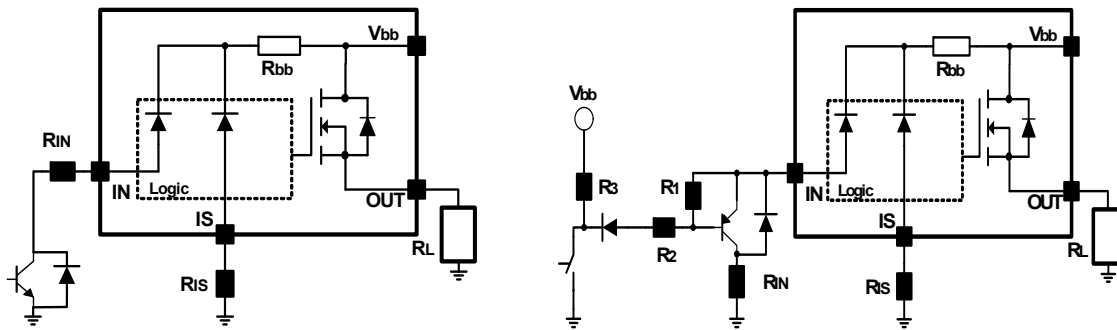 Vbb
Rbb
RIN
IN
Logic
IS
OUT
RL
RIS
Vbb
Rbb
Vbb
R3
R1
IN
Logic
IS
OUT
R2
RIN
RL
RIS